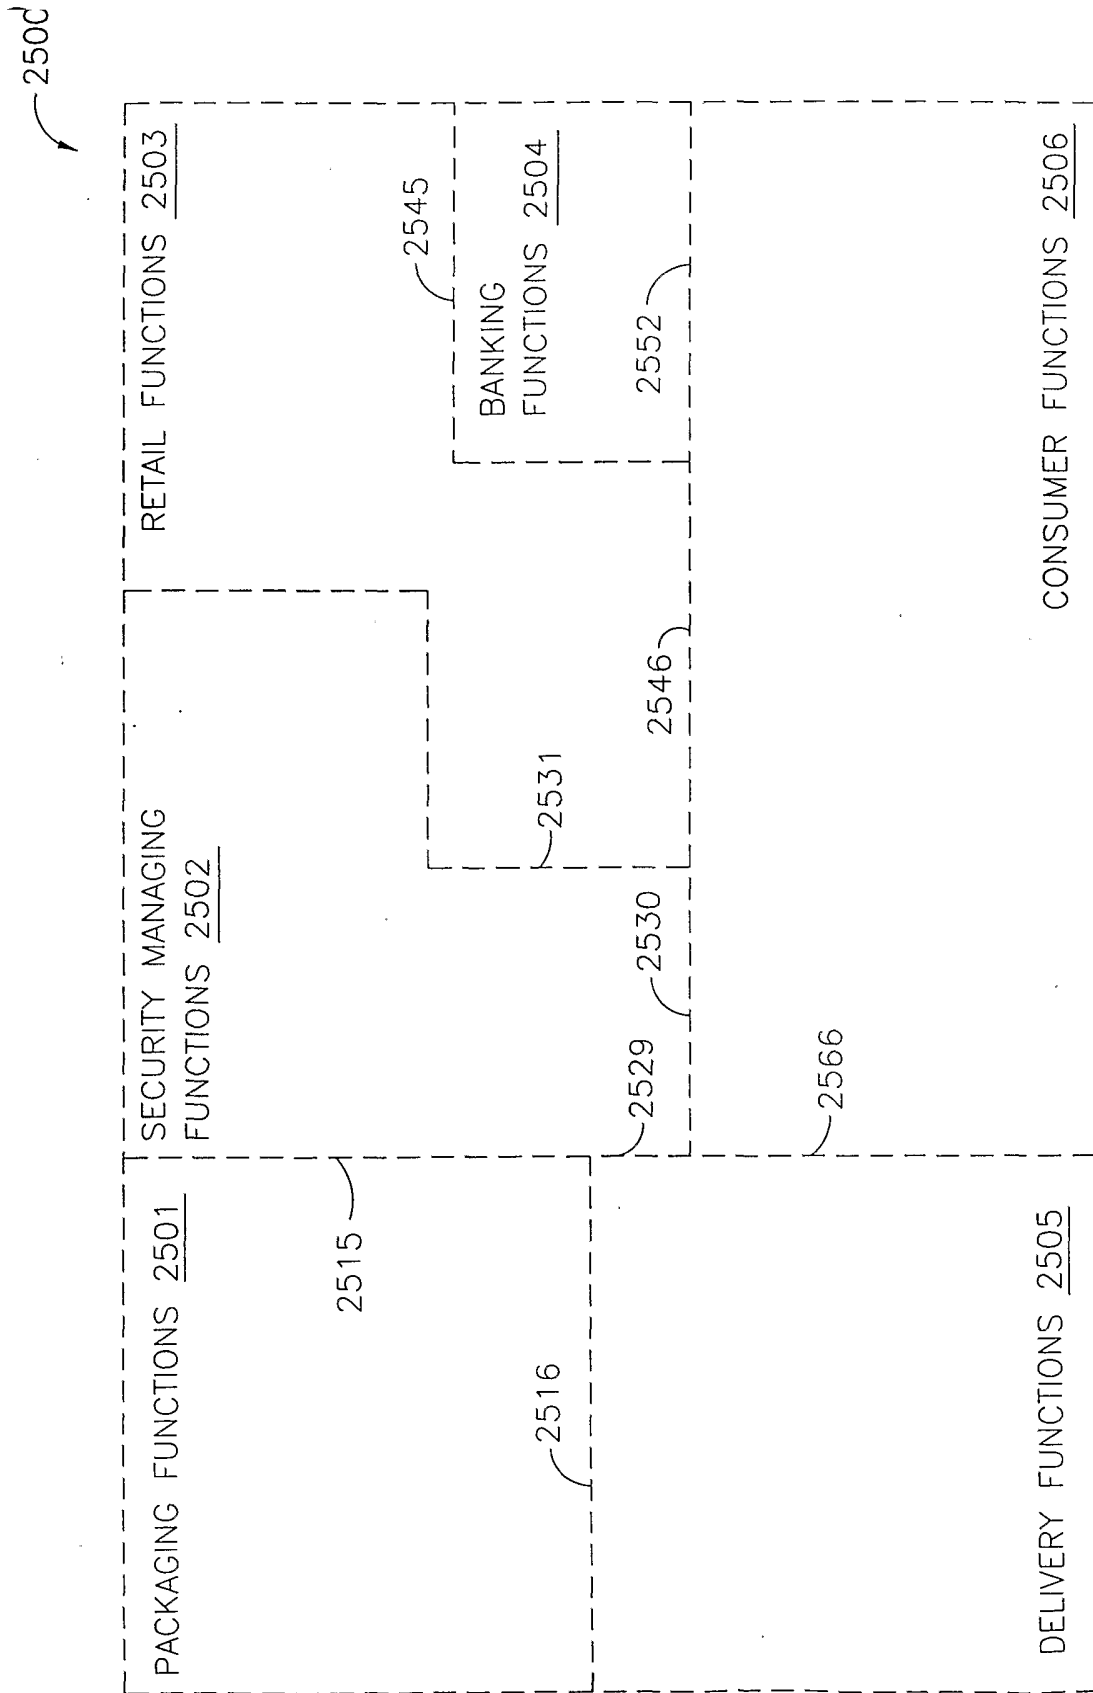 2500
PACKAGING FUNCTIONS 2501
SECURITY MANAGING
FUNCTIONS 2502
RETAIL FUNCTIONS 2503
2515
2545
BANKING
FUNCTIONS 2504
2516
2531
2529
2530
2546
2552
2566
DELIVERY FUNCTIONS 2505
CONSUMER FUNCTIONS 2506